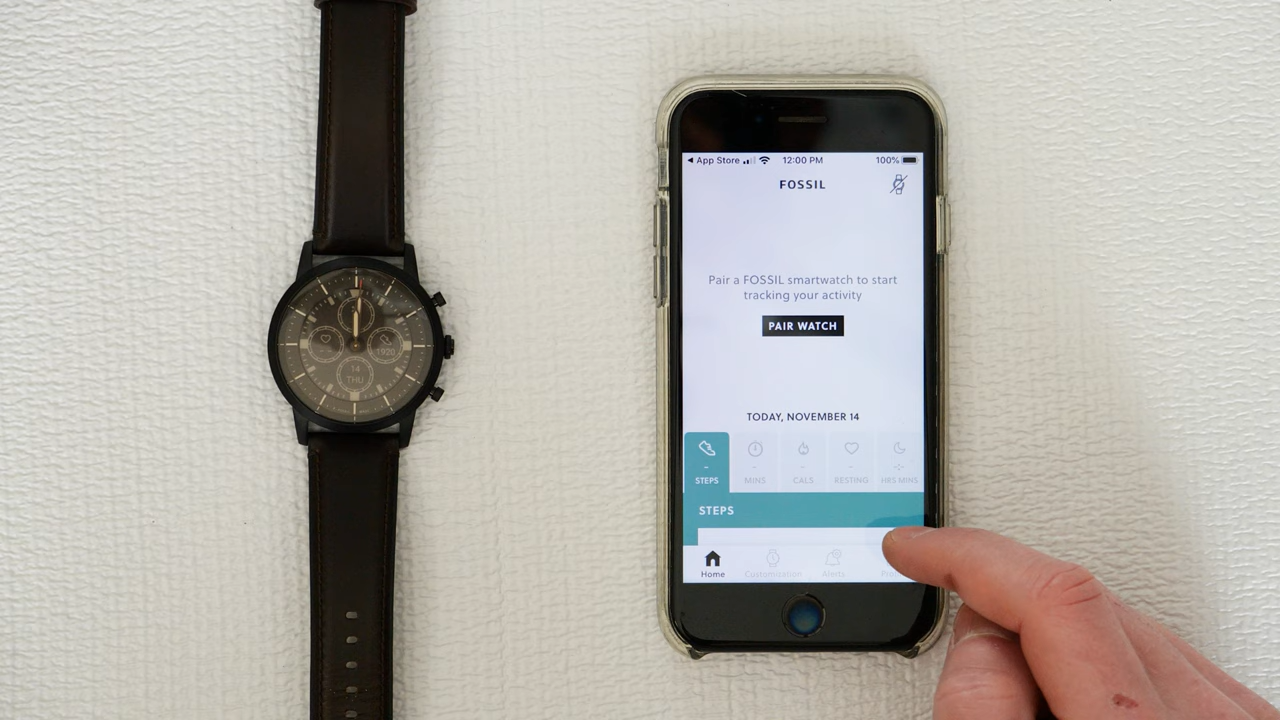 1920
14
THU
App Store
12:00 PM
100%
FOSSIL
Pair a FOSSIL smartwatch to start
tracking your activity
PAIR WATCH
TODAY, NOVEMBER 14
- - - -
STEPS MINS CALS RESTING HRS MINS
STEPS
Home Customization Alerts